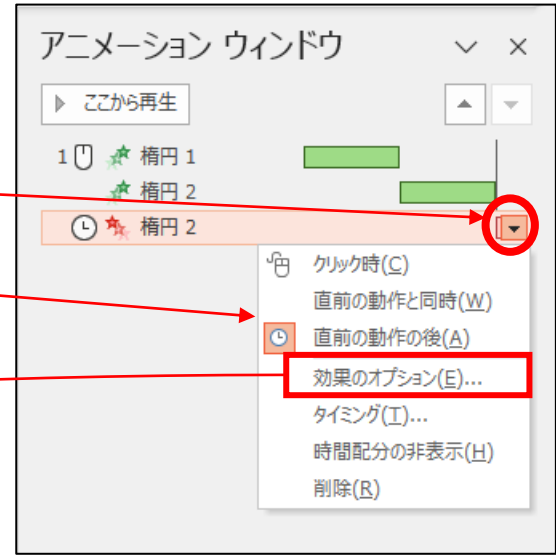 アニメーション ウィンドウ
ここから再生
1 楕円 1
楕円 2
楕円 2
クリック時(C)
直前の動作と同時(W)
直前の動作の後(A)
効果のオプション(E)...
タイミング(T)...
時間配分の非表示(H)
削除(R)